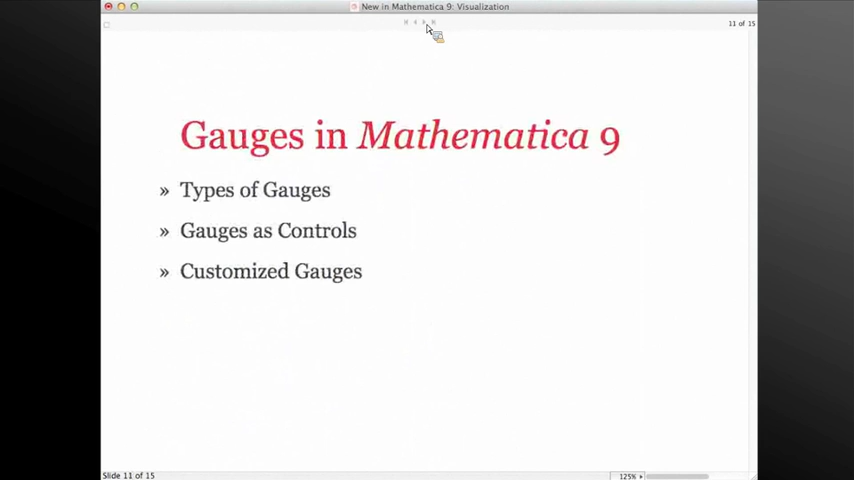 New in Mathematica 9: Visualization
11 of 15
Gauges in Mathematica 9
» Types of Gauges
» Gauges as Controls
» Customized Gauges
Slide 11 of 15
125%